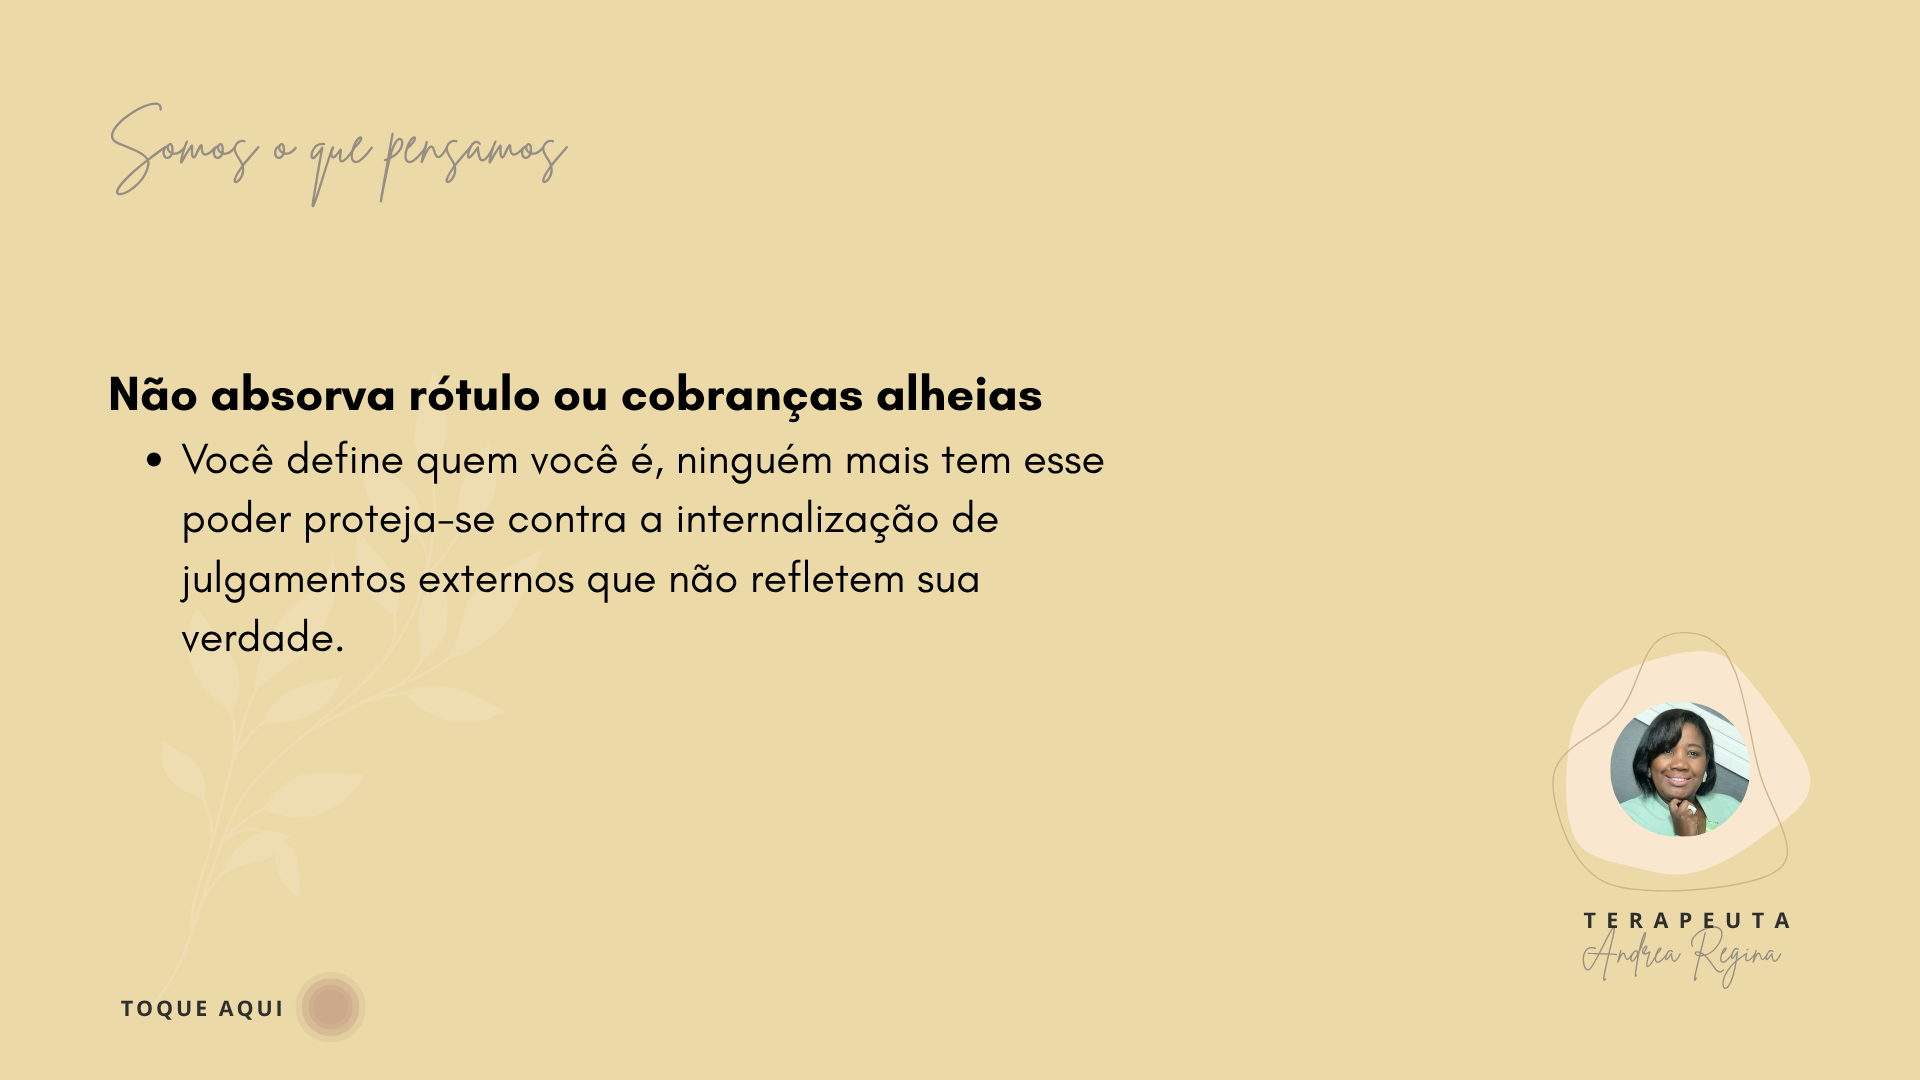 Somos o que pensamos
Não absorva rótulo ou cobranças alheias
• Você define quem você é, ninguém mais tem esse
poder proteja-se contra a internalização de
julgamentos externos que não refletem sua
verdade.
TERAPEUTA
Andrea Regina
TOQUE AQUI